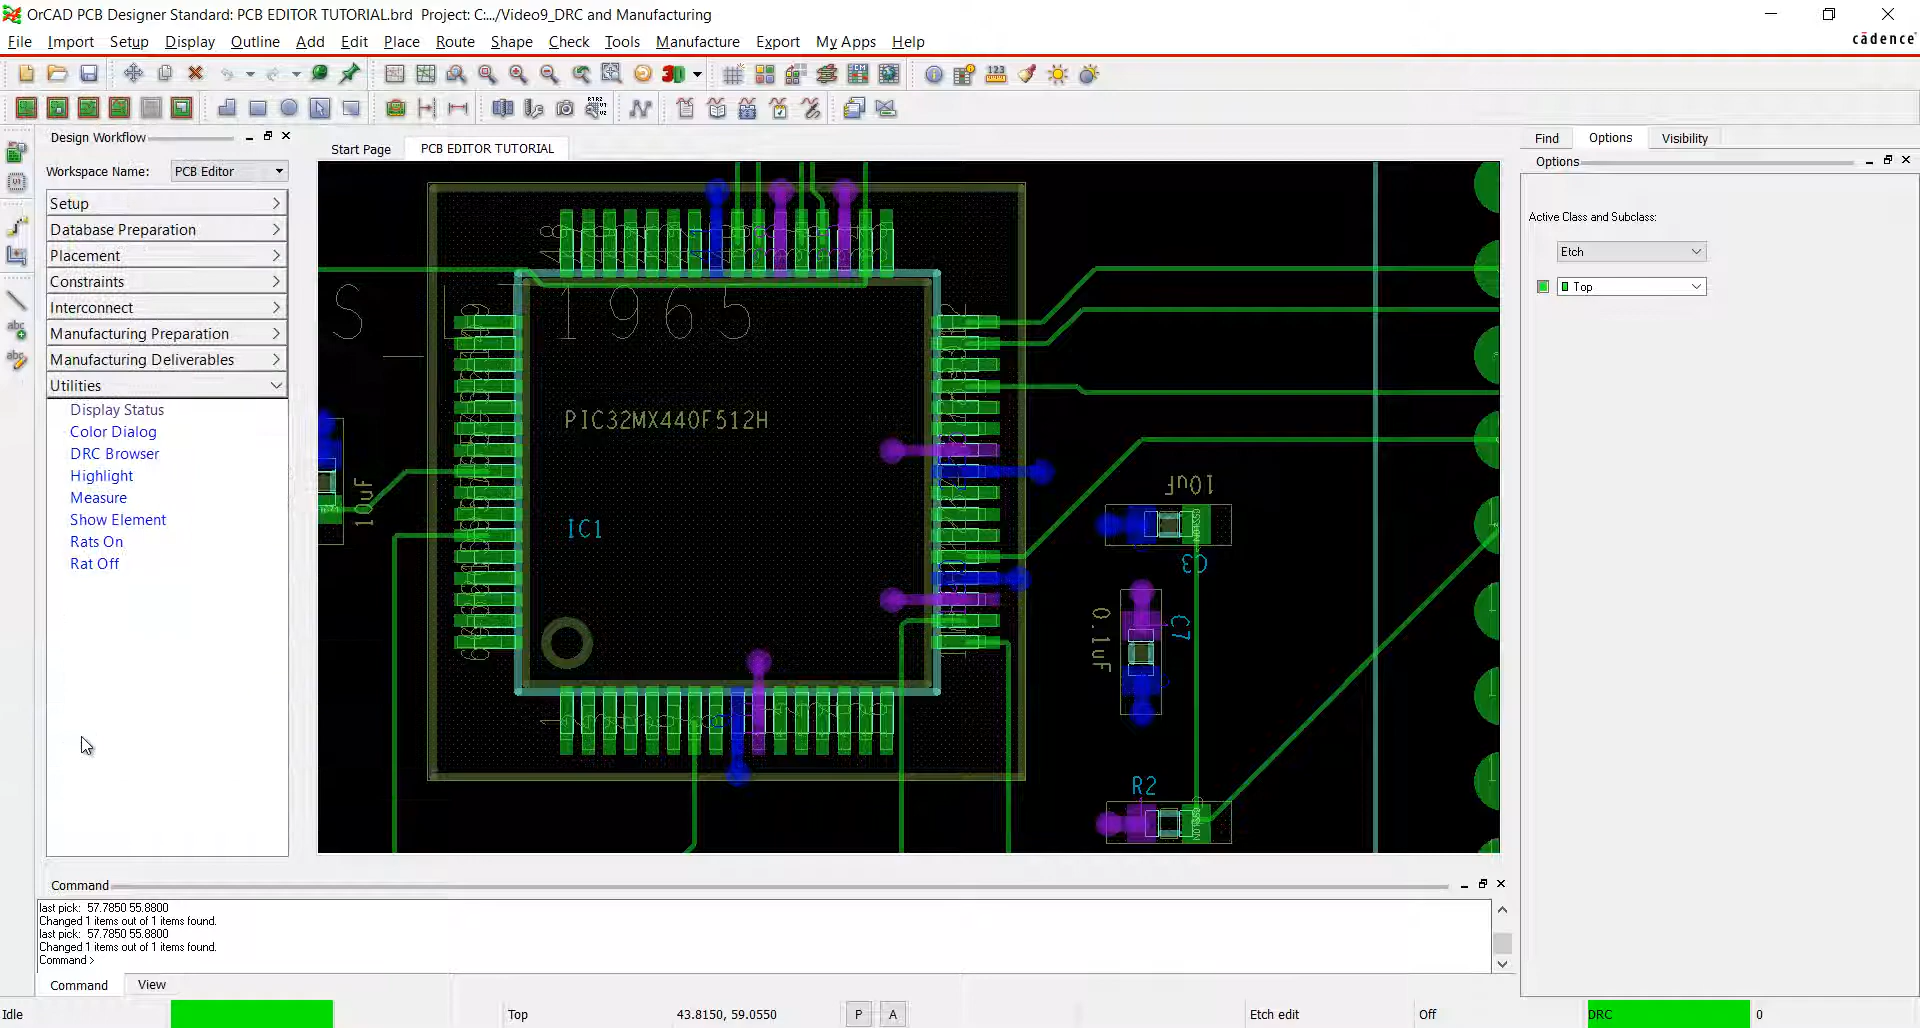 OrCAD PCB Designer Standard: PCB EDITOR TUTORIAL.brd Project: C:.../Video9_DRC and Manufacturing
File Import Setup Display Outline Add Edit Place Route Shape Check Tools Manufacture Export My Apps Help
cādence
3D
123
Design Workflow
Workspace Name: PCB Editor
Setup
Database Preparation
Placement
Constraints
Interconnect
Manufacturing Preparation
Manufacturing Deliverables
Utilities
Display Status
Color Dialog
DRC Browser
Highlight
Measure
Show Element
Rats On
Rat Off
Start Page
PCB EDITOR TUTORIAL
1965
PIC32MX440F512H
IC1
10uF
10uF
C3
0.1uF
C7
R2
Find Options Visibility
Options
Active Class and Subclass:
Etch
Top
Command
last pick: 57.7850 55.8800
Changed 1 items out of 1 items found.
last pick: 57.7850 55.8800
Changed 1 items out of 1 items found.
Command >
Command View
Idle Top 43.8150, 59.0550 P A Etch edit Off DRC 0